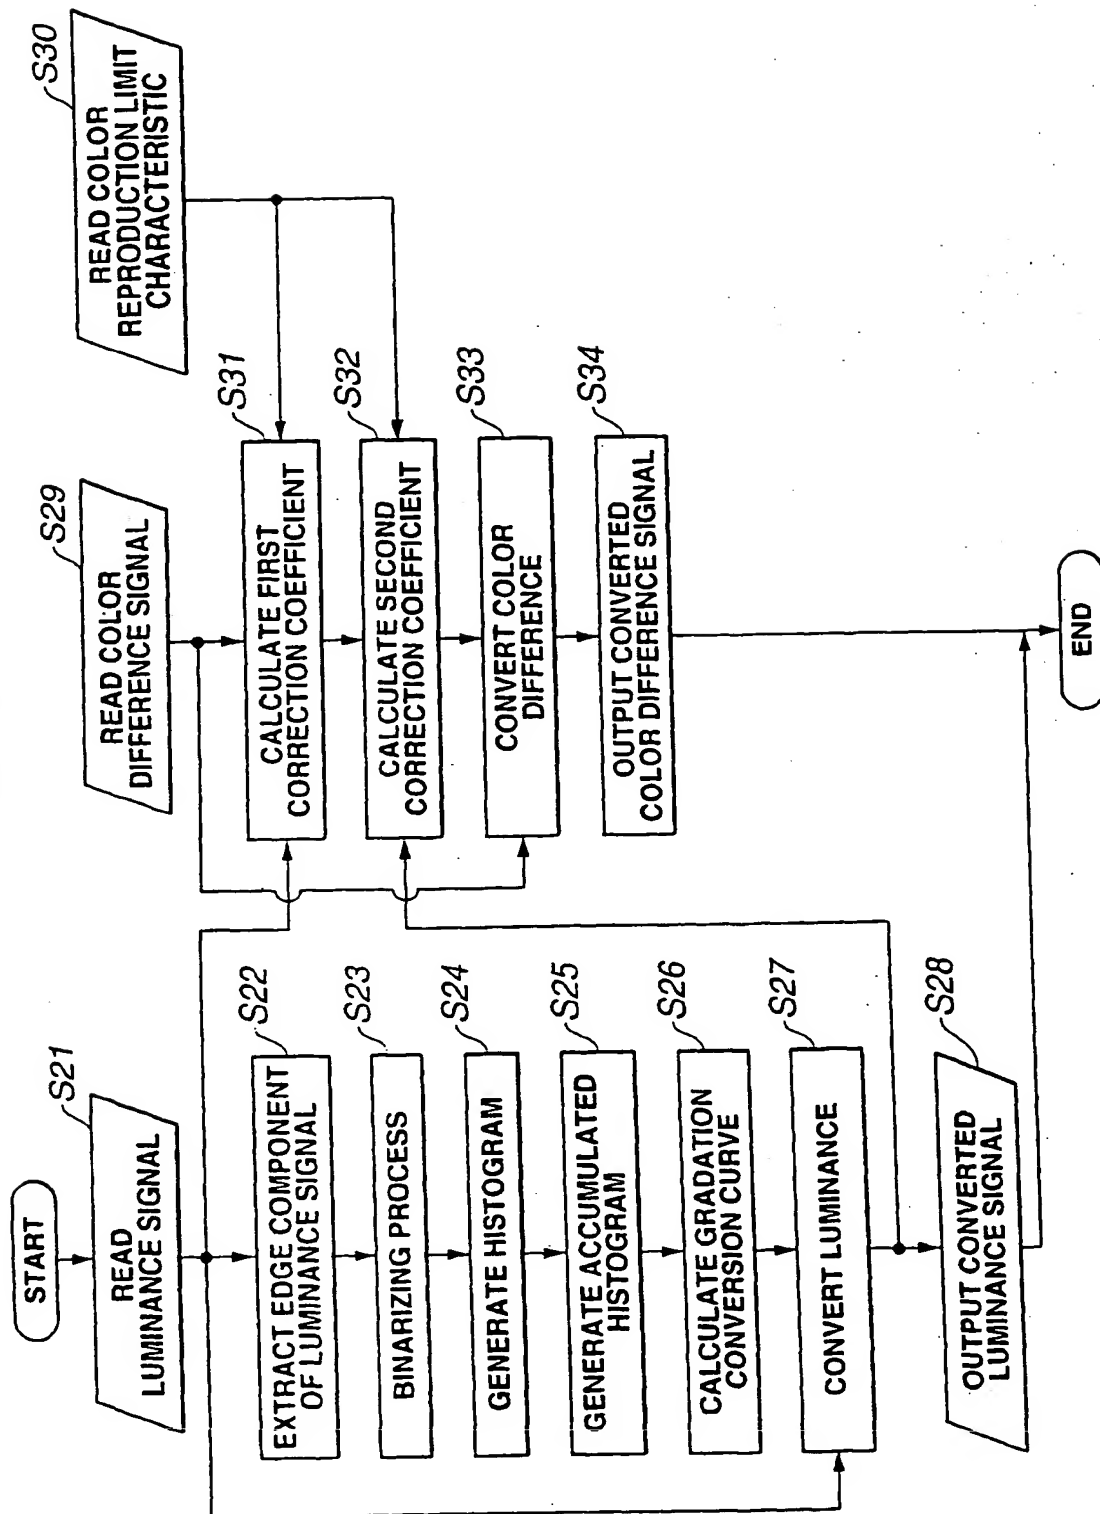 START
S21
READ
LUMINANCE SIGNAL
S22
EXTRACT EDGE COMPONENT
OF LUMINANCE SIGNAL
S23
BINARIZING PROCESS
S24
GENERATE HISTOGRAM
S25
GENERATE ACCUMULATED
HISTOGRAM
S26
CALCULATE GRADATION
CONVERSION CURVE
S27
CONVERT LUMINANCE
S28
OUTPUT CONVERTED
LUMINANCE SIGNAL
S29
READ COLOR
DIFFERENCE SIGNAL
S30
READ COLOR
REPRODUCTION LIMIT
CHARACTERISTIC
S31
CALCULATE FIRST
CORRECTION COEFFICIENT
S32
CALCULATE SECOND
CORRECTION COEFFICIENT
S33
CONVERT COLOR
DIFFERENCE
S34
OUTPUT CONVERTED
COLOR DIFFERENCE SIGNAL
END